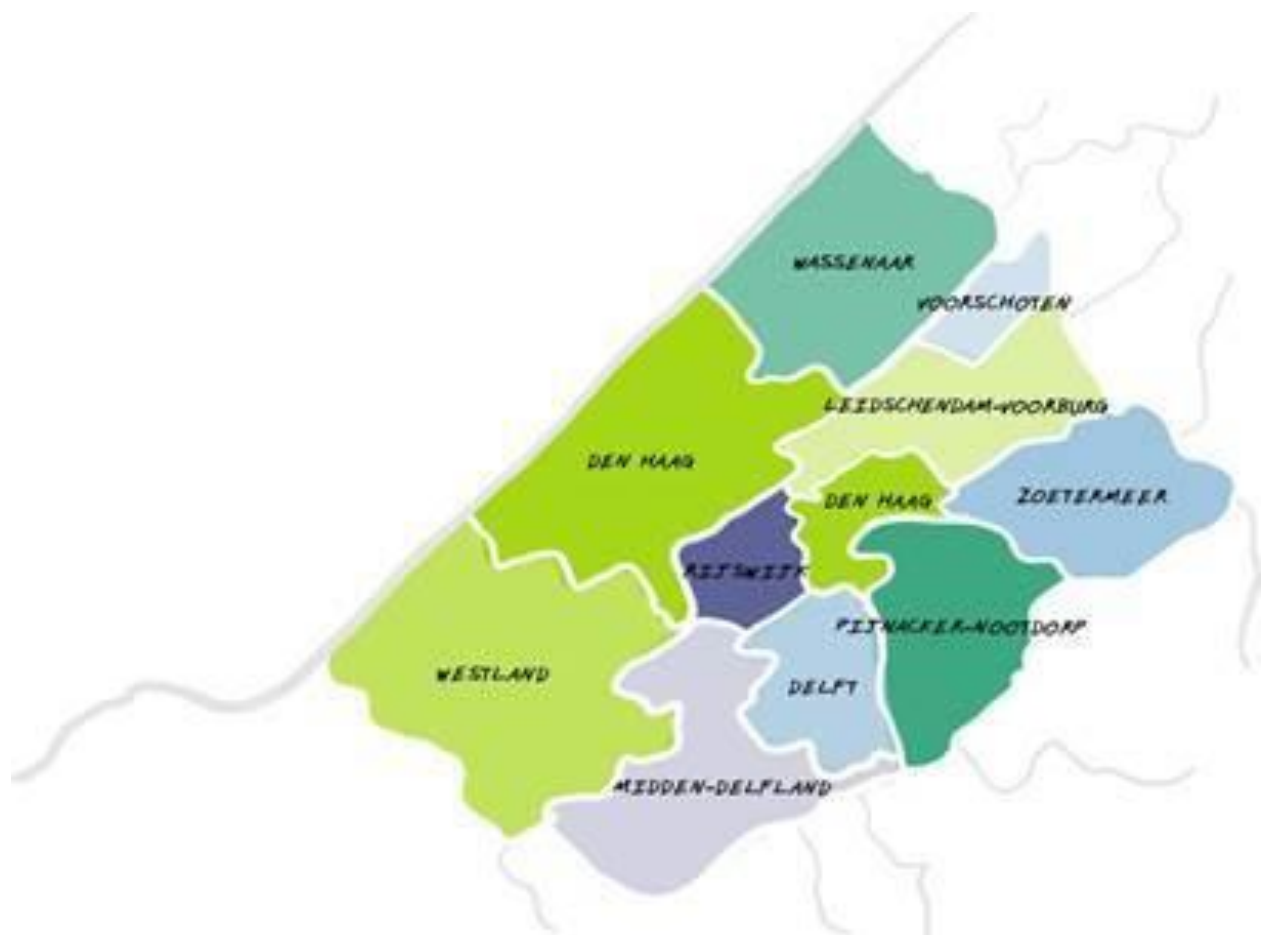 WASSENAAR
VOORSCHOTEN
LEIDSCHENDAM-VOORBURG
DEN HAAG
DEN HAAG
ZOETERMEER
RIJSWIJK
PIJNACKER-NOOTDORP
WESTLAND
DELFT
MIDDEN-DELFLAND